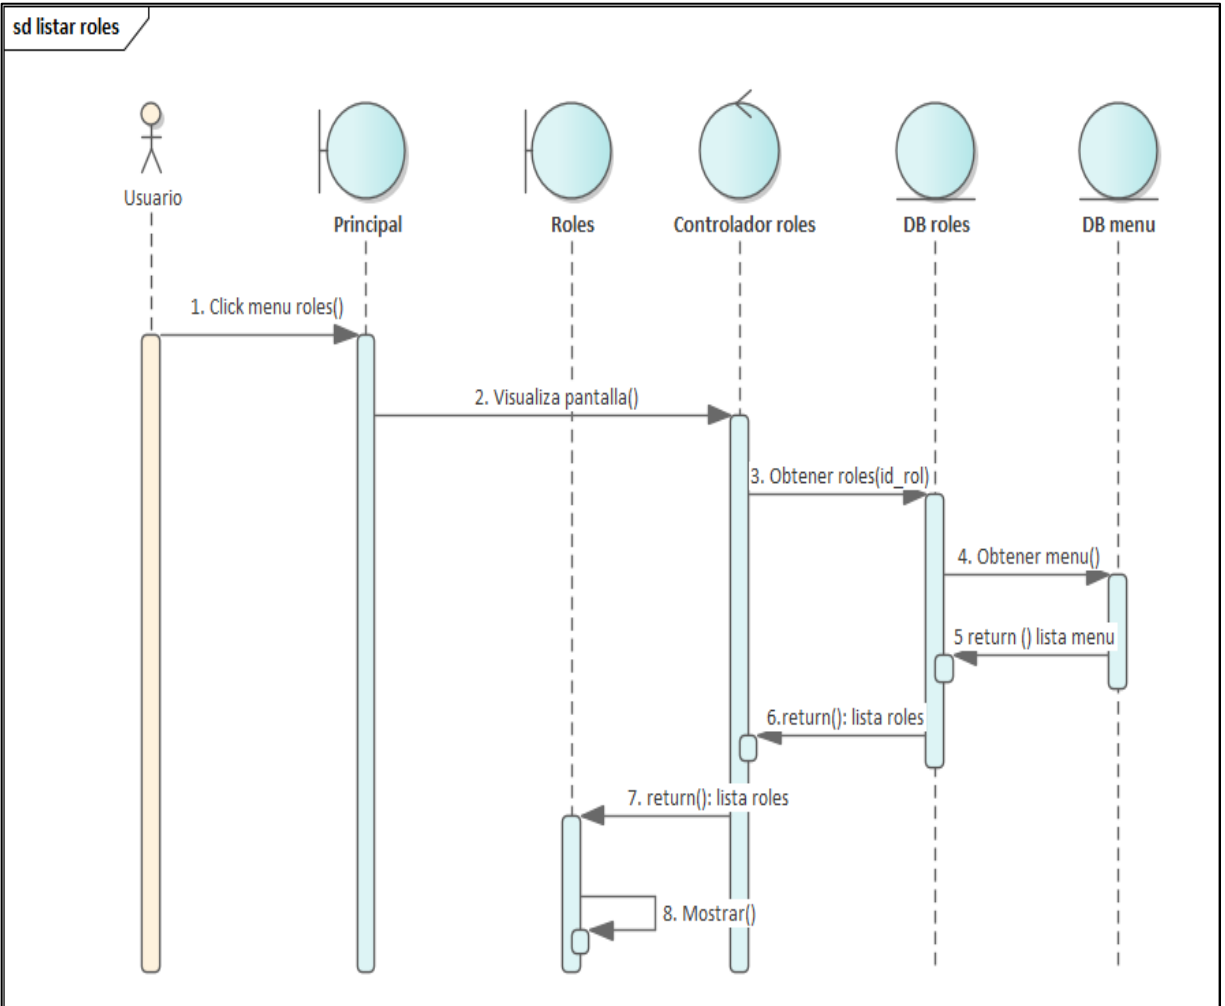 sd listar roles
Usuario
Principal
Roles
Controlador roles
DB roles
DB menu
1. Click menu roles()
2. Visualiza pantalla()
3. Obtener roles(id_rol)
4. Obtener menu()
5 return () lista menu
6.return(): lista roles
7. return(): lista roles
8. Mostrar()